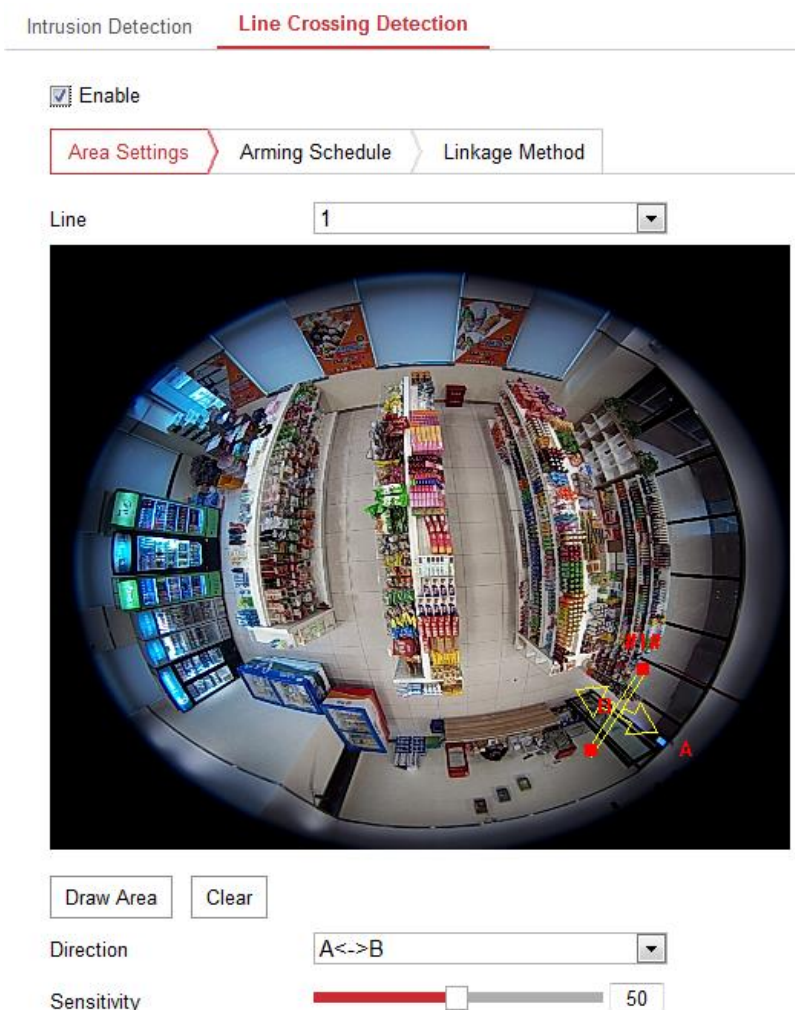 Intrusion Detection Line Crossing Detection
Enable
Area Settings Arming Schedule Linkage Method
Line 1
#1#
B
A
Draw Area Clear
Direction A<->B
Sensitivity 50